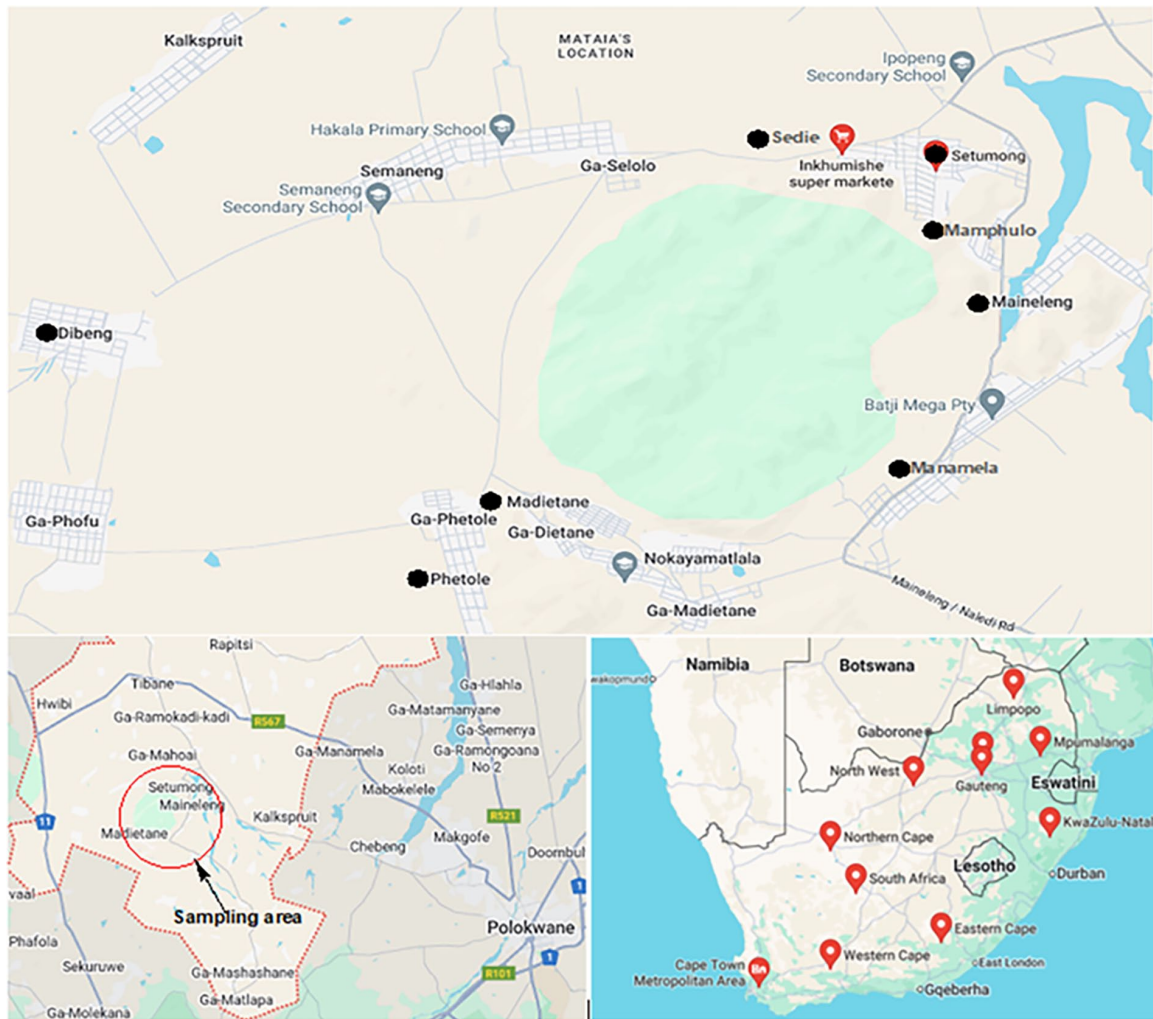 Kalkspruit
MATAIA'S
LOCATION
Ipopeng
Secondary School
Hakala Primary School
Sedie
Inkhumishe
super markete
Setumong
Semaneng
Ga-Selolo
Semaneng
Secondary School
Mamphulo
Maineleng
Dibeng
Batji Mega Pty
Manamela
Madietane
Ga-Phetole
Ga-Dietane
Ga-Phofu
Nokayamatlala
Phetole
Ga-Madietane
Maineleng / Naledi Rd
Rapitsi
Tibane
Hwibi
Ga-Ramokadi-kadi
R567
Ga-Hlahla
Ga-Matamanyane
Ga-Semenya
Ga-Ramongoana
No 2
Ga-Mahoai
Ga-Manamela
Koloti
Mabokelele
Setumong
Maineleng
Kalkspruit
R521
11
Madietane
Makgofe
Chebeng
Doornbul
1
vaal
Sampling area
Polokwane
Phafola
Sekuruwe
Ga-Mashashane
R101
1
Ga-Matlapa
Ga-Molekana
Namibia
Botswana
wakopmund
Limpopo
Gaborone
Mpumalanga
North West
Gauteng
Eswatini
KwaZulu-Natal
Northern Cape
Lesotho
South Africa
Durban
Eastern Cape
Western Cape
Cape Town
Metropolitan Area
East London
Gqeberha